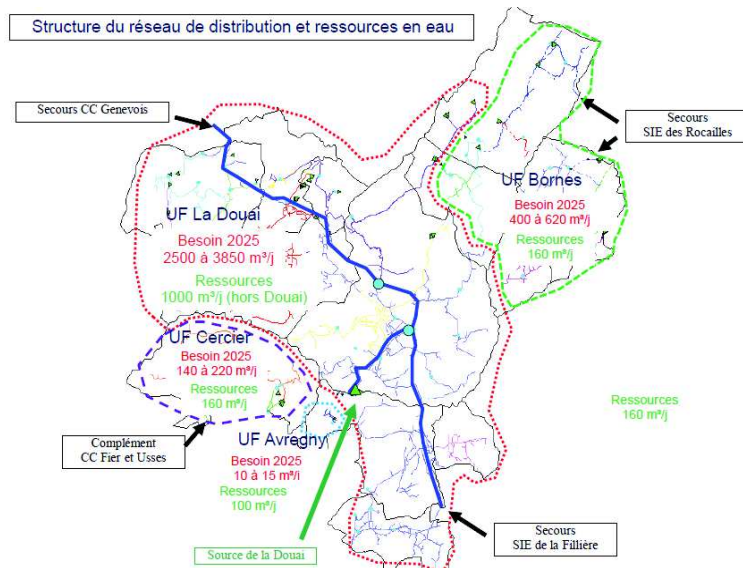 Structure du réseau de distribution et ressources en eau
Secours CC Genevois
Secours
SIE des Rocailles
UF Bornes
Besoin 2025
400 à 620 m³/j
Ressources
160 m³/j
UF La Douai
Besoin 2025
2500 à 3850 m³/j
Ressources
1000 m³/j (hors Douai)
UF Cercier
Besoin 2025
140 à 220 m³/j
Ressources
160 m³/j
Ressources
160 m³/j
Complément
CC Fier et Usses
UF Avregny
Besoin 2025
10 à 15 m³/j
Ressources
100 m³/j
Source de la Douai
Secours
SIE de la Fillière